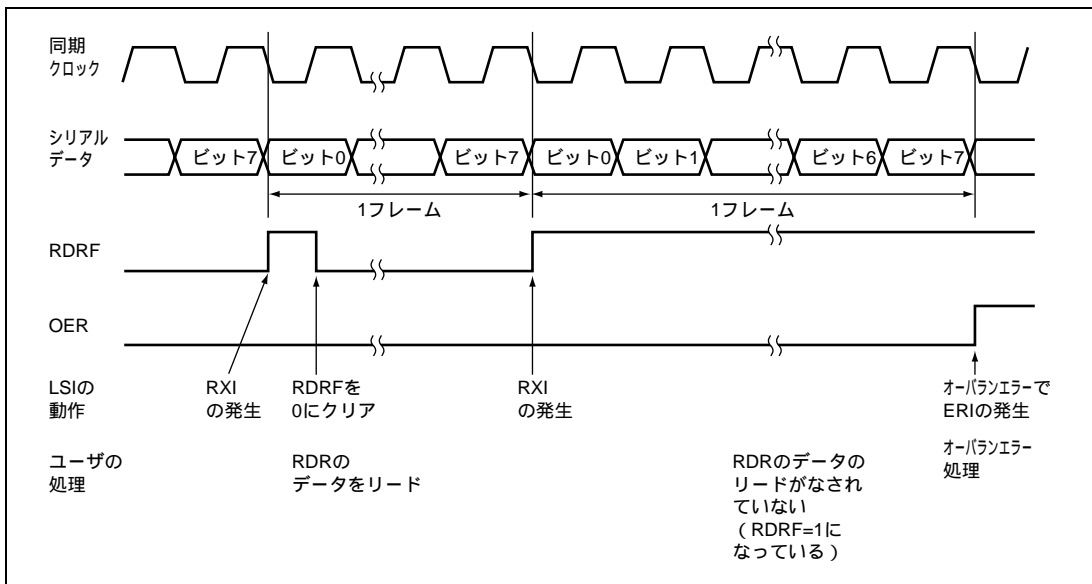 同期
クロック
シリアル
データ
ビット7
ビット0
ビット7
ビット0
ビット1
ビット6
ビット7
1フレーム
1フレーム
RDRF
OER
LSIの
動作
RXI
の発生
RDRFを
0にクリア
RXI
の発生
オーバランエラーで
ERIの発生
ユーザの
処理
RDRの
データをリード
RDRのデータの
リードがなされ
ていない
(RDRF=1に
なっている)
オーバランエラー
処理